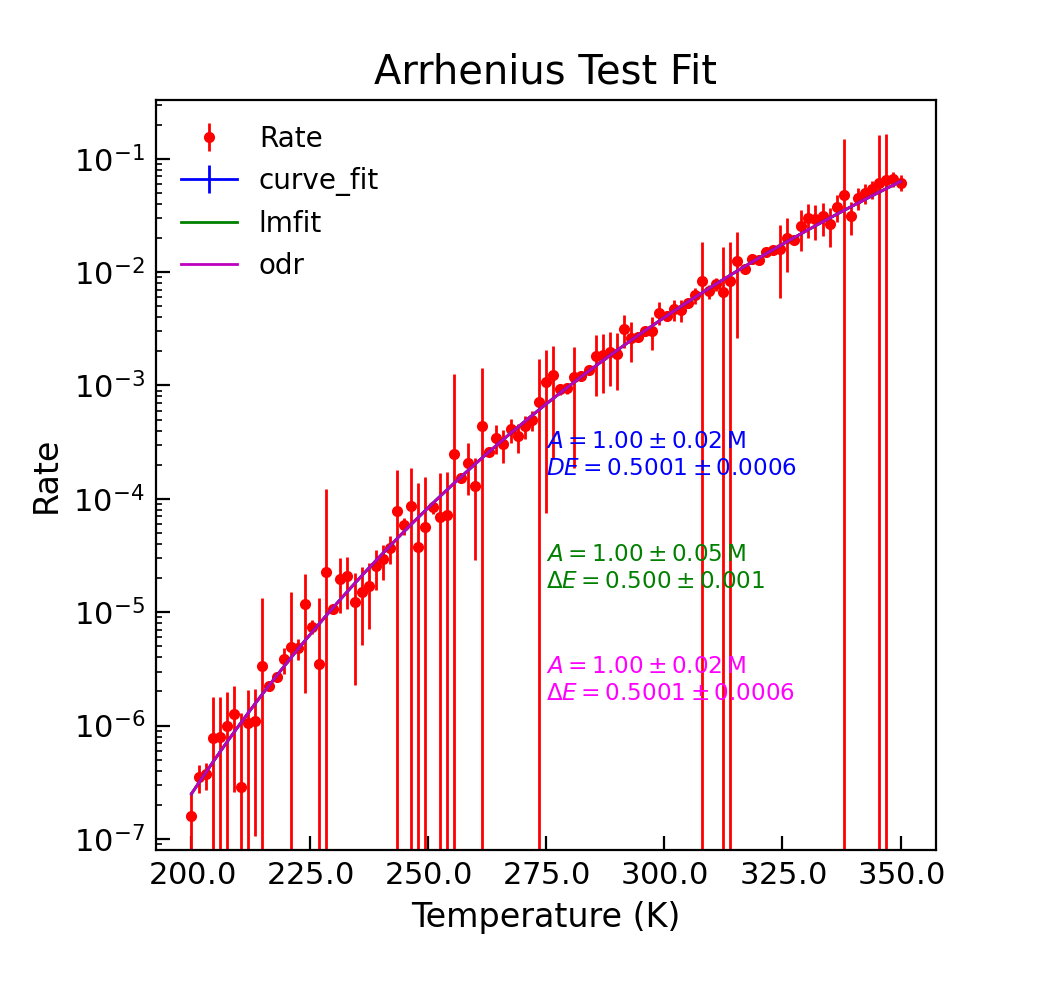 Arrhenius Test Fit
Rate
curve_fit
lmfit
odr
10⁻¹
10⁻²
10⁻³
10⁻⁴
10⁻⁵
10⁻⁶
10⁻⁷
Rate
A = 1.00 ± 0.02 M
DE = 0.5001 ± 0.0006
A = 1.00 ± 0.05 M
ΔE = 0.500 ± 0.001
A = 1.00 ± 0.02 M
ΔE = 0.5001 ± 0.0006
200.0 225.0 250.0 275.0 300.0 325.0 350.0
Temperature (K)